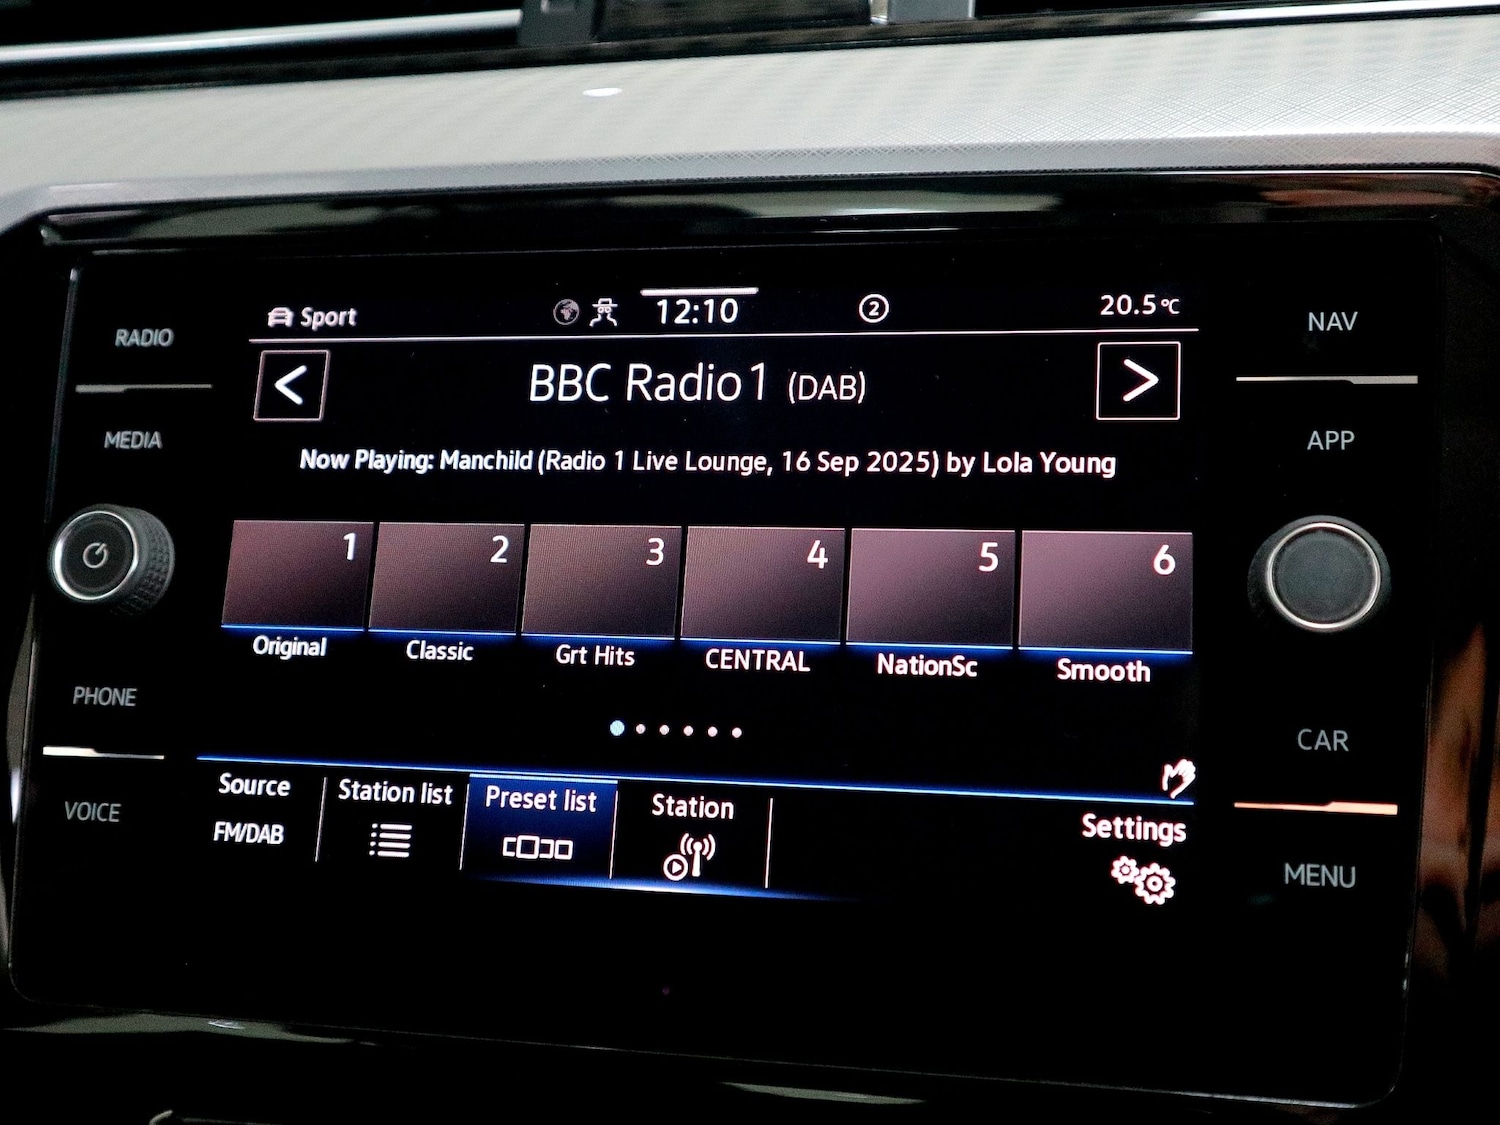 RADIO
MEDIA
PHONE
VOICE
Sport
12:10
2
20.5°C
<
BBC Radio1 (DAB)
>
Now Playing: Manchild (Radio 1 Live Lounge, 16 Sep 2025) by Lola Young
1 2 3 4 5 6
Original Classic Grt Hits CENTRAL NationSc Smooth
Source Station list Preset list Station Settings
FM/DAB
NAV
APP
CAR
MENU